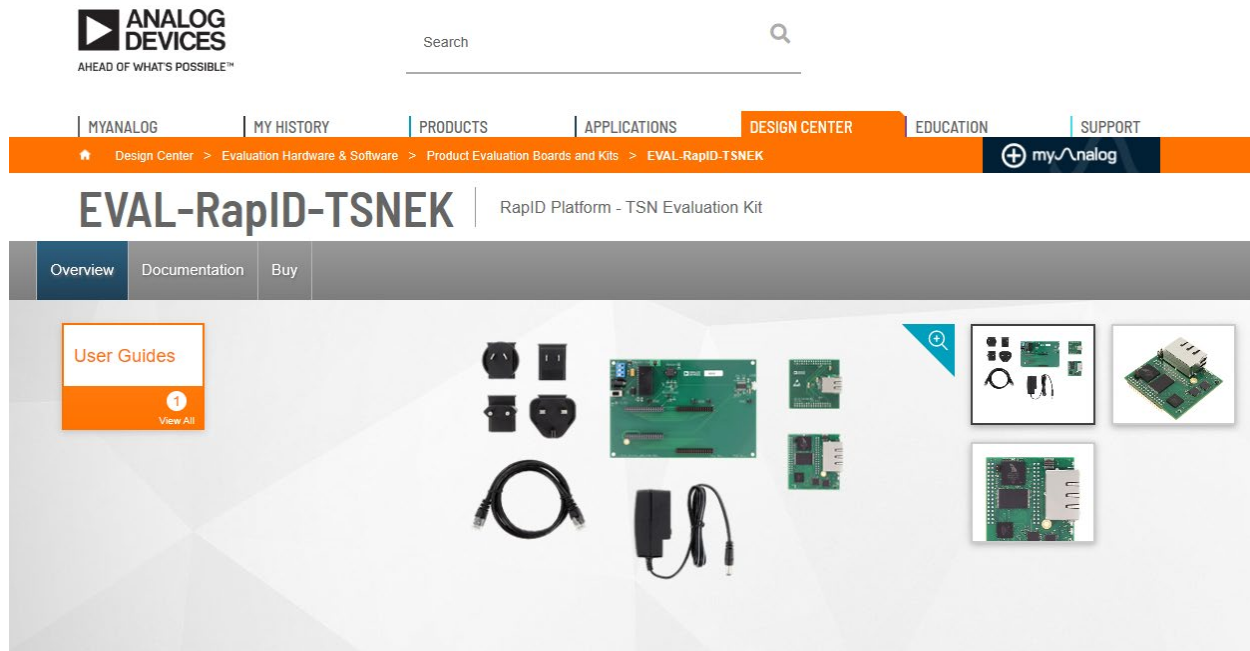 ANALOG
DEVICES
AHEAD OF WHAT'S POSSIBLE™
Search
MYANALOG MY HISTORY PRODUCTS APPLICATIONS DESIGN CENTER EDUCATION SUPPORT
Design Center > Evaluation Hardware & Software > Product Evaluation Boards and Kits > EVAL-RapID-TSNEK
myAnalog
EVAL-RapID-TSNEK
RapID Platform - TSN Evaluation Kit
Overview Documentation Buy
User Guides
1
View All